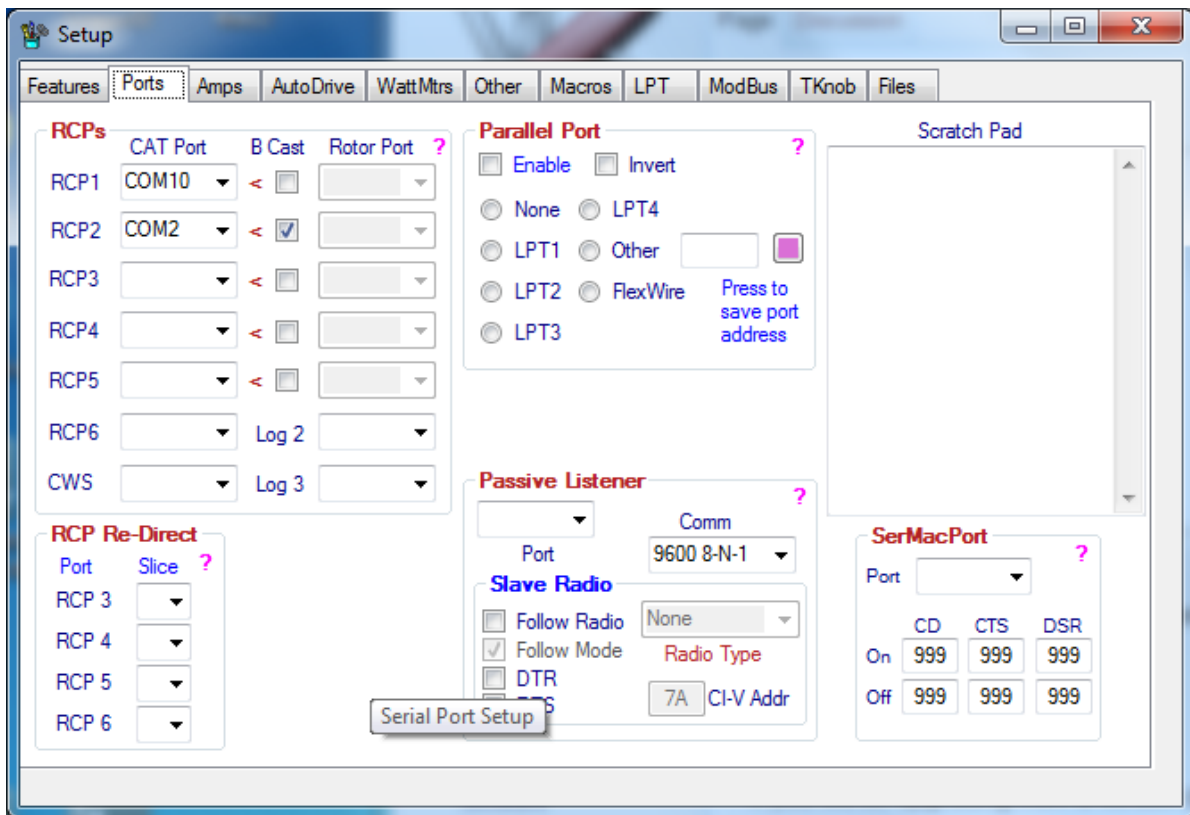 Setup
Features Ports Amps AutoDrive WattMtrs Other Macros LPT ModBus TKnob Files
RCPs
CAT Port B Cast Rotor Port ?
RCP1 COM10 <
RCP2 COM2 <
RCP3 <
RCP4 <
RCP5 <
RCP6 Log 2
CWS Log 3
RCP Re-Direct
Port Slice ?
RCP 3
RCP 4
RCP 5
RCP 6
Parallel Port
?
Enable Invert
None LPT4
LPT1 Other
LPT2 FlexWire
LPT3
Press to
save port
address
Passive Listener
?
Comm
Port 9600 8-N-1
Slave Radio
Follow Radio None
Follow Mode Radio Type
DTR
7A CI-V Addr
Serial Port Setup
Scratch Pad
SerMacPort
?
Port
CD CTS DSR
On 999 999 999
Off 999 999 999